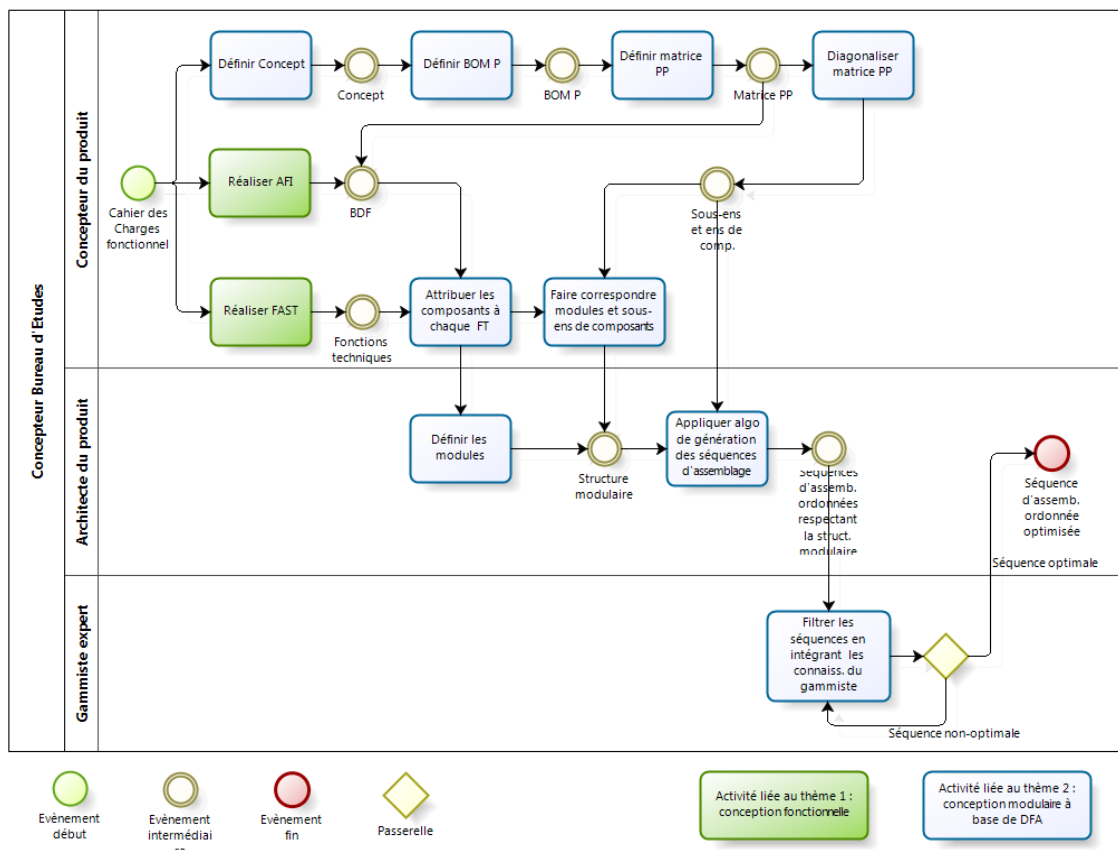 Concepteur Bureau d'Etudes
Concepteur du produit
Définir Concept
Concept
Définir BOM P
BOM P
Définir matrice
PP
Matrice PP
Diagonaliser
matrice PP
Cahier des
Charges
fonctionnel
Réaliser AFI
BDF
Sous-ens
et ens de
comp.
Réaliser FAST
Fonctions
techniques
Attribuer les
composants à
chaque FT
Faire correspondre
modules et sous-
ens de composants
Architecte du produit
Définir les
modules
Structure
modulaire
Appliquer algo
de génération
des séquences
d'assemblage
Séquences
d'assemb.
ordonnées
respectant
la struct.
modulaire
Séquence
d'assemb.
ordonnée
optimisée
Séquence optimale
Gammiste expert
Filtrer les
séquences en
intégrant les
connaiss. du
gammiste
Séquence non-optimale
Evènement
début
Evènement
intermédiai
re
Evènement
fin
Passerelle
Activité liée au thème 1 :
conception fonctionnelle
Activité liée au thème 2 :
conception modulaire à
base de DFA